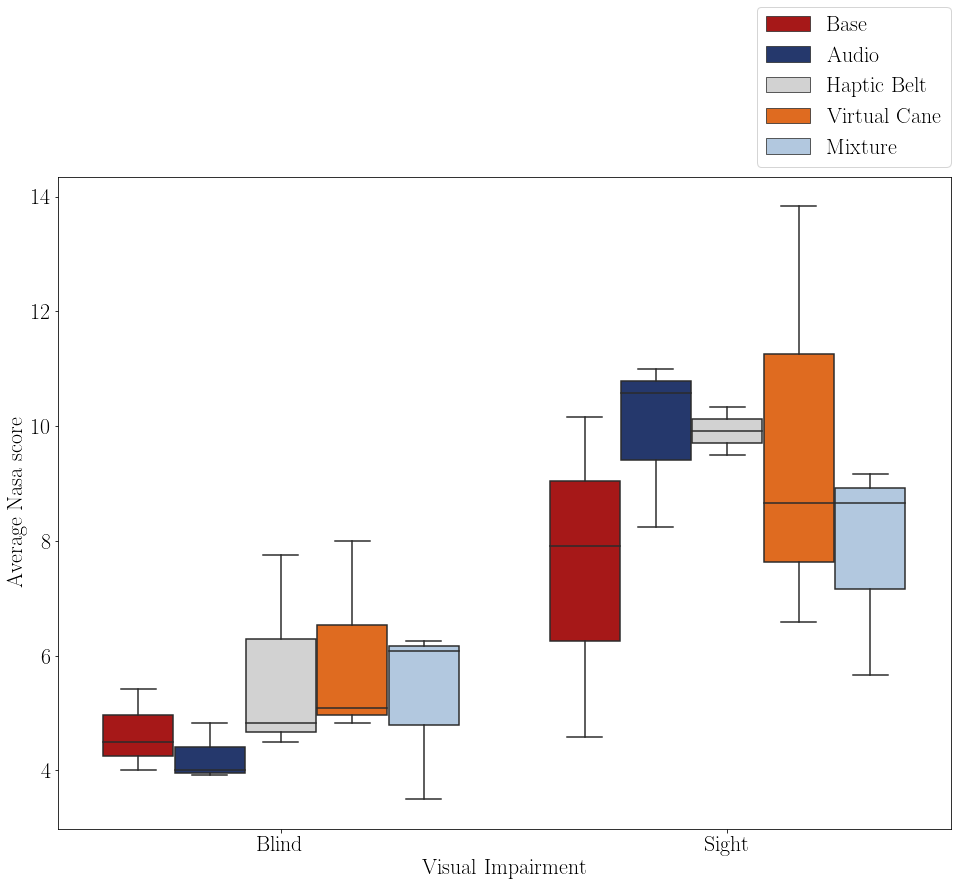 Base
Audio
Haptic Belt
Virtual Cane
Mixture
14
12
10
8
6
4
Average Nasa score
Blind
Sight
Visual Impairment